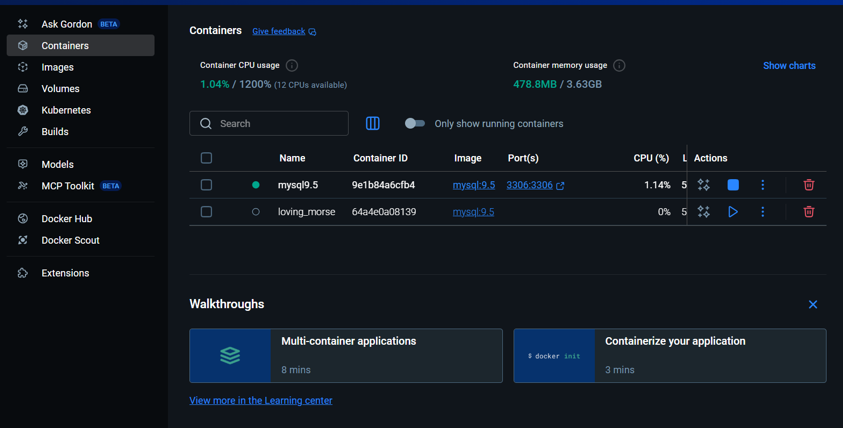 Ask Gordon BETA
Containers
Images
Volumes
Kubernetes
Builds
Models
MCP Toolkit BETA
Docker Hub
Docker Scout
Extensions
Containers Give feedback
Container CPU usage
1.04% / 1200% (12 CPUs available)
Container memory usage
478.8MB / 3.63GB
Show charts
Search
Only show running containers
Name Container ID Image Port(s) CPU (%) L Actions
mysql9.5 9e1b84a6cfb4 mysql:9.5 3306:3306 1.14% 5
loving_morse 64a4e0a08139 mysql:9.5 0% 5
Walkthroughs
Multi-container applications
8 mins
$ docker init
Containerize your application
3 mins
View more in the Learning center